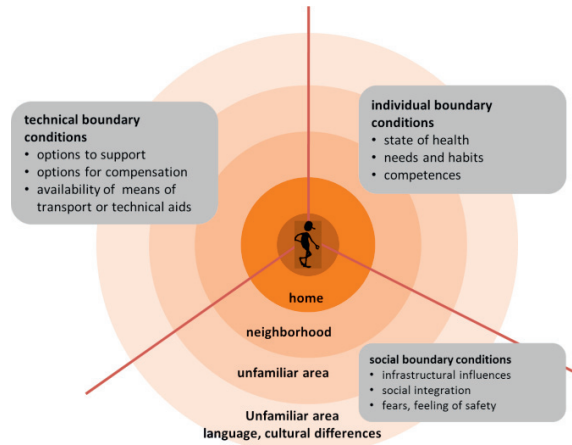 technical boundary
conditions
• options to support
• options for compensation
• availability of means of
transport or technical aids
individual boundary
conditions
• state of health
• needs and habits
• competences
home
neighborhood
unfamiliar area
Unfamiliar area
language, cultural differences
social boundary conditions
• infrastructural influences
• social integration
• fears, feeling of safety